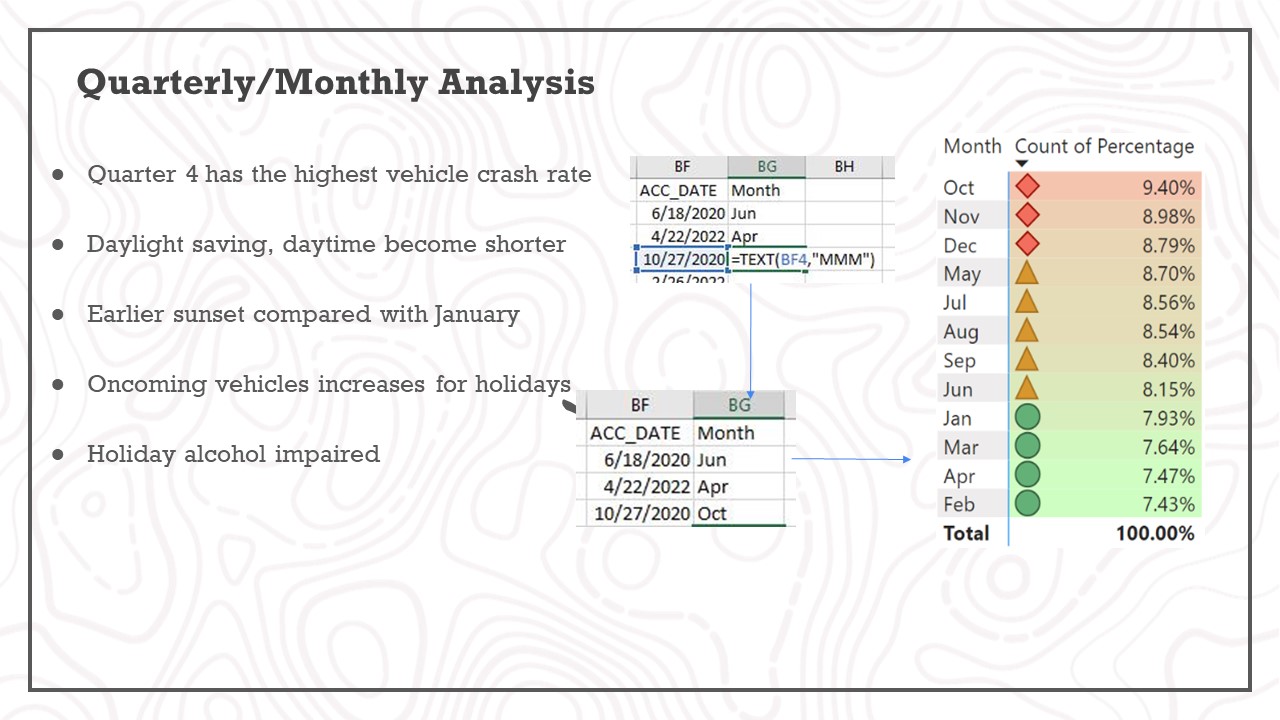 Quarterly/Monthly Analysis
● Quarter 4 has the highest vehicle crash rate
● Daylight saving, daytime become shorter
● Earlier sunset compared with January
● Oncoming vehicles increases for holidays
● Holiday alcohol impaired
BF BG BH
ACC_DATE Month
6/18/2020 Jun
4/22/2022 Apr
10/27/2020 =TEXT(BF4,"MMM")
2/26/2022
BF BG
ACC_DATE Month
6/18/2020 Jun
4/22/2022 Apr
10/27/2020 Oct
Month Count of Percentage
Oct 9.40%
Nov 8.98%
Dec 8.79%
May 8.70%
Jul 8.56%
Aug 8.54%
Sep 8.40%
Jun 8.15%
Jan 7.93%
Mar 7.64%
Apr 7.47%
Feb 7.43%
Total 100.00%